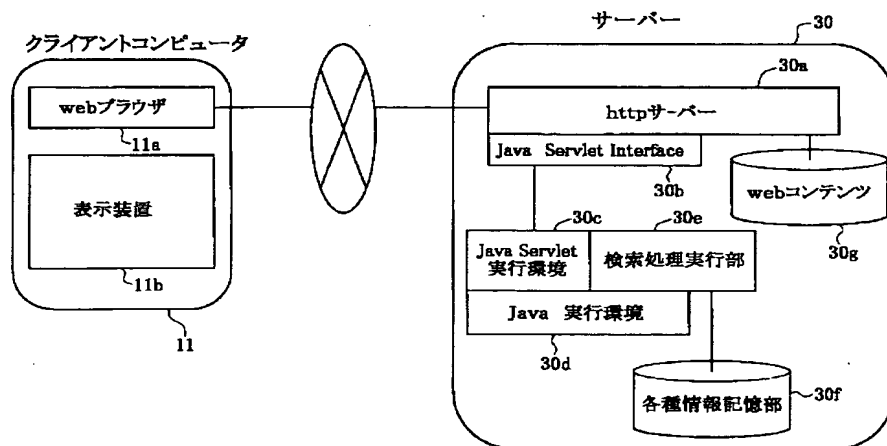 クライアントコンピュータ
webブラウザ
11a
表示装置
11b
11
サーバー
30
30a
httpサーバー
Java Servlet Interface
30b
webコンテンツ
30g
30c
30e
Java Servlet
実行環境
検索処理実行部
Java 実行環境
30d
各種情報記憶部
30f